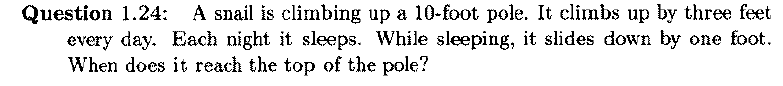 Question 1.24: A snail is climbing up a 10-foot pole. It climbs up by three feet
every day. Each night it sleeps. While sleeping, it slides down by one foot.
When does it reach the top of the pole?